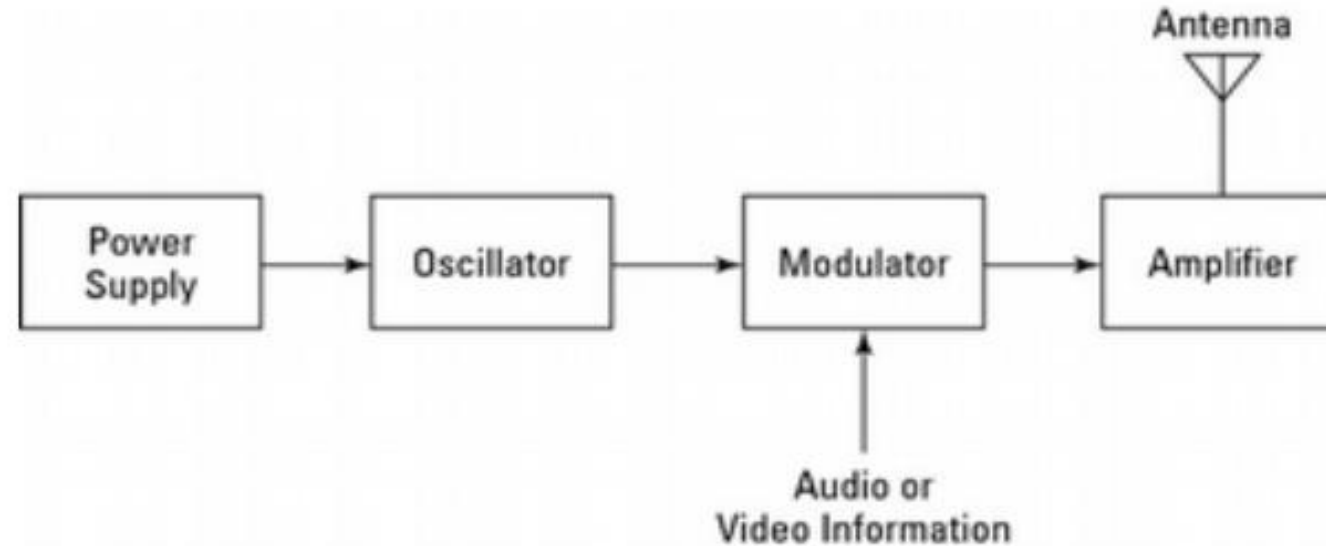 Antenna
Power
Supply
Oscillator
Modulator
Amplifier
Audio or
Video Information